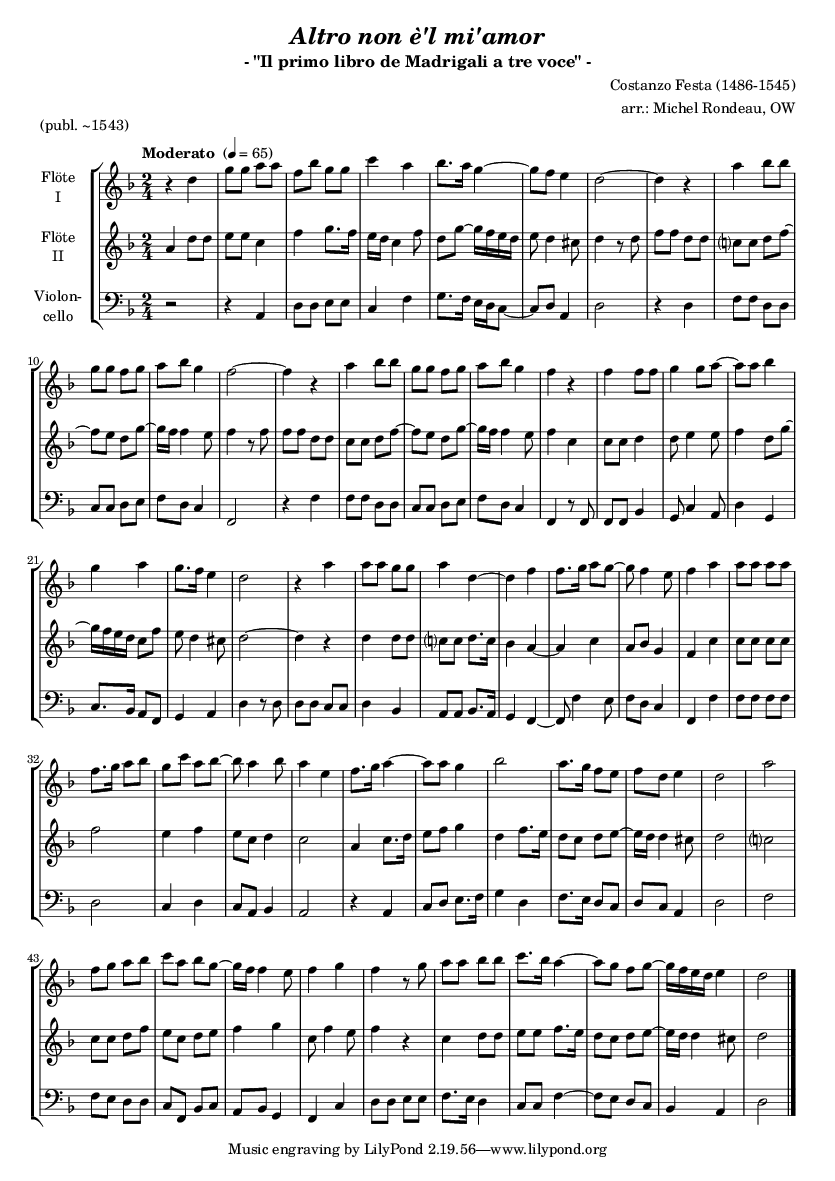 Altro non è'l mi'amor
- "Il primo libro de Madrigali a tre voce" -
Costanzo Festa (1486-1545)
arr.: Michel Rondeau, OW
(publ. ~1543)
Moderato (♩ = 65)
Flöte
I
Flöte
II
Violon-
cello
10
21
32
43
Music engraving by LilyPond 2.19.56—www.lilypond.org